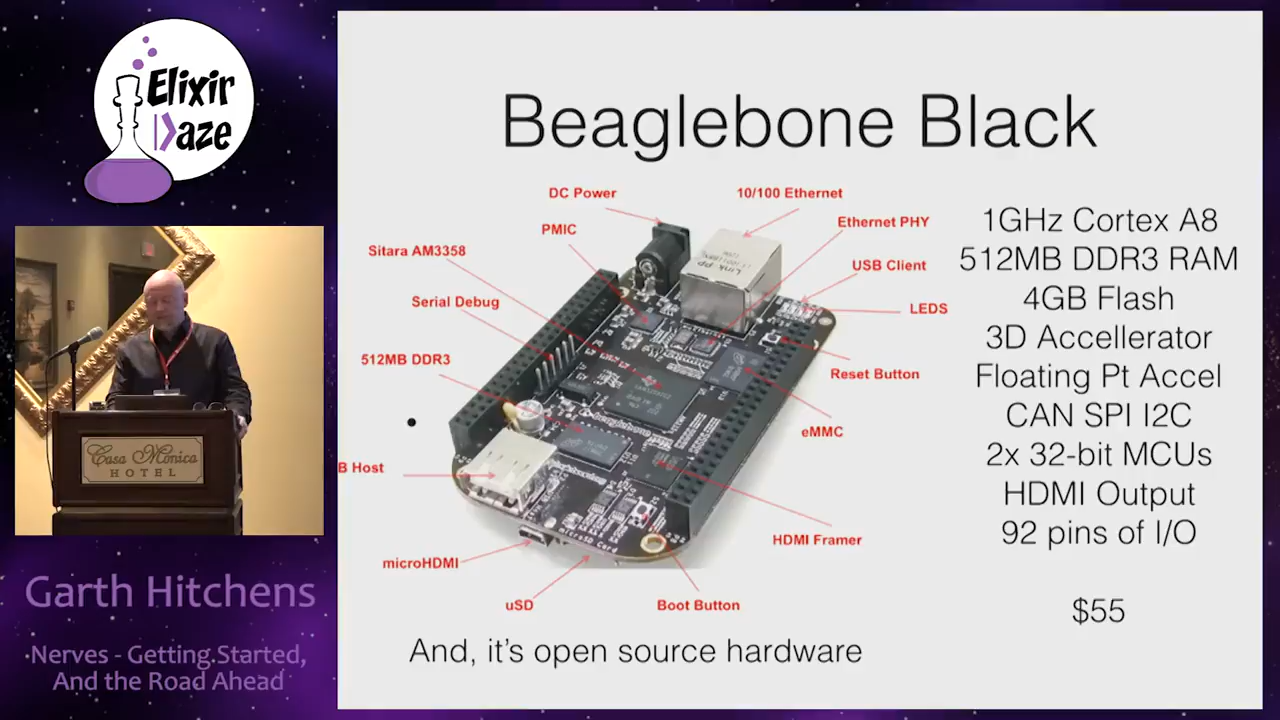 Elixir
Daze
Casa Monica
HOTEL
Garth Hitchens
Nerves - Getting Started,
And the Road Ahead
Beaglebone Black
DC Power
10/100 Ethernet
PMIC
Ethernet PHY
Sitara AM3358
USB Client
Serial Debug
LEDS
512MB DDR3
Reset Button
eMMC
B Host
HDMI Framer
microHDMI
uSD
Boot Button
1GHz Cortex A8
512MB DDR3 RAM
4GB Flash
3D Accellerator
Floating Pt Accel
CAN SPI I2C
2x 32-bit MCUs
HDMI Output
92 pins of I/O
$55
And, it's open source hardware